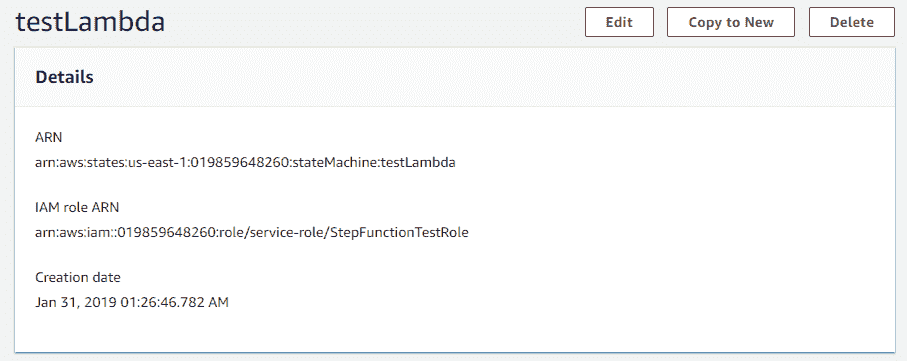 testLambda
Edit
Copy to New
Delete
Details
ARN
arn:aws:states:us-east-1:019859648260:stateMachine:testLambda
IAM role ARN
arn:aws:iam::019859648260:role/service-role/StepFunctionTestRole
Creation date
Jan 31, 2019 01:26:46.782 AM